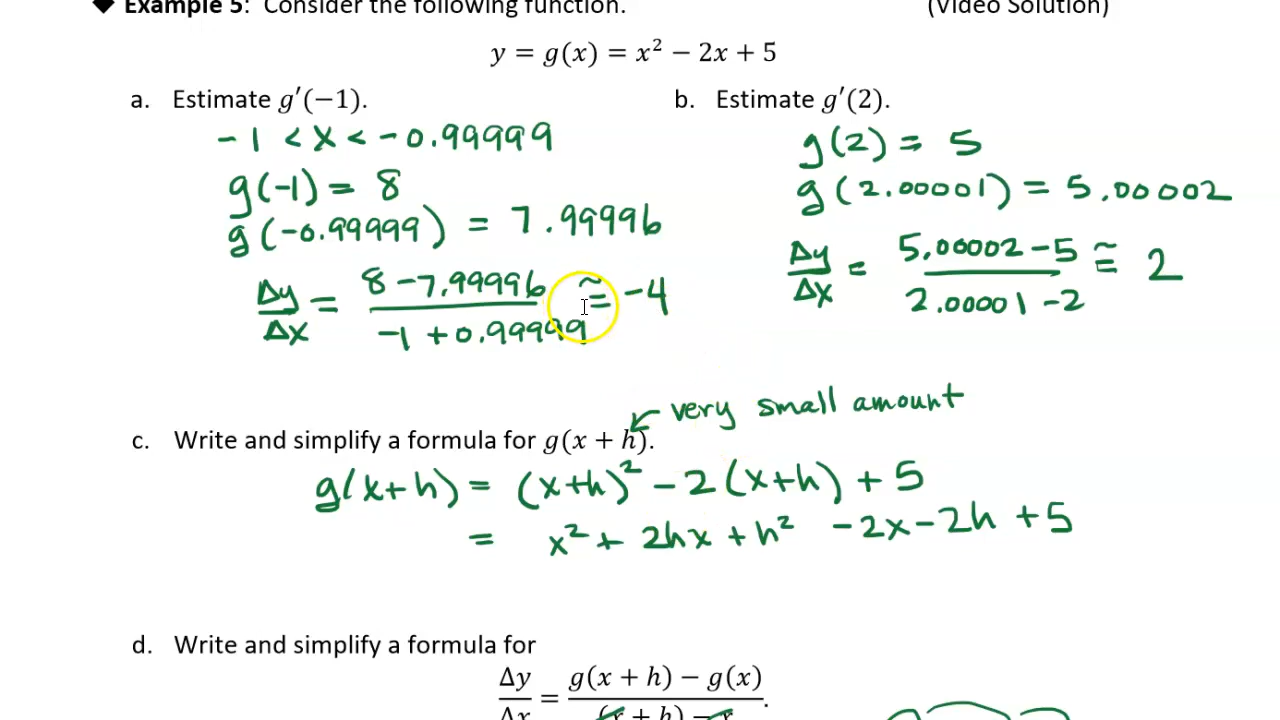 ◆ Example 5: Consider the following function. (Video Solution)
y = g(x) = x² − 2x + 5
a. Estimate g′(−1).
-1 < x < -0.99999
g(-1) = 8
g(-0.99999) = 7.99996
Δy/Δx = (8 - 7.99996)/(-1 + 0.99999) ≅ -4
b. Estimate g′(2).
g(2) = 5
g(2.00001) = 5.00002
Δy/Δx = (5.00002 - 5)/(2.00001 - 2) ≅ 2
very small amount
c. Write and simplify a formula for g(x + h).
g(x+h) = (x+h)² - 2(x+h) + 5
= x² + 2hx + h² - 2x - 2h + 5
d. Write and simplify a formula for
Δy/Δx = (g(x + h) − g(x))/((x + h) − x).